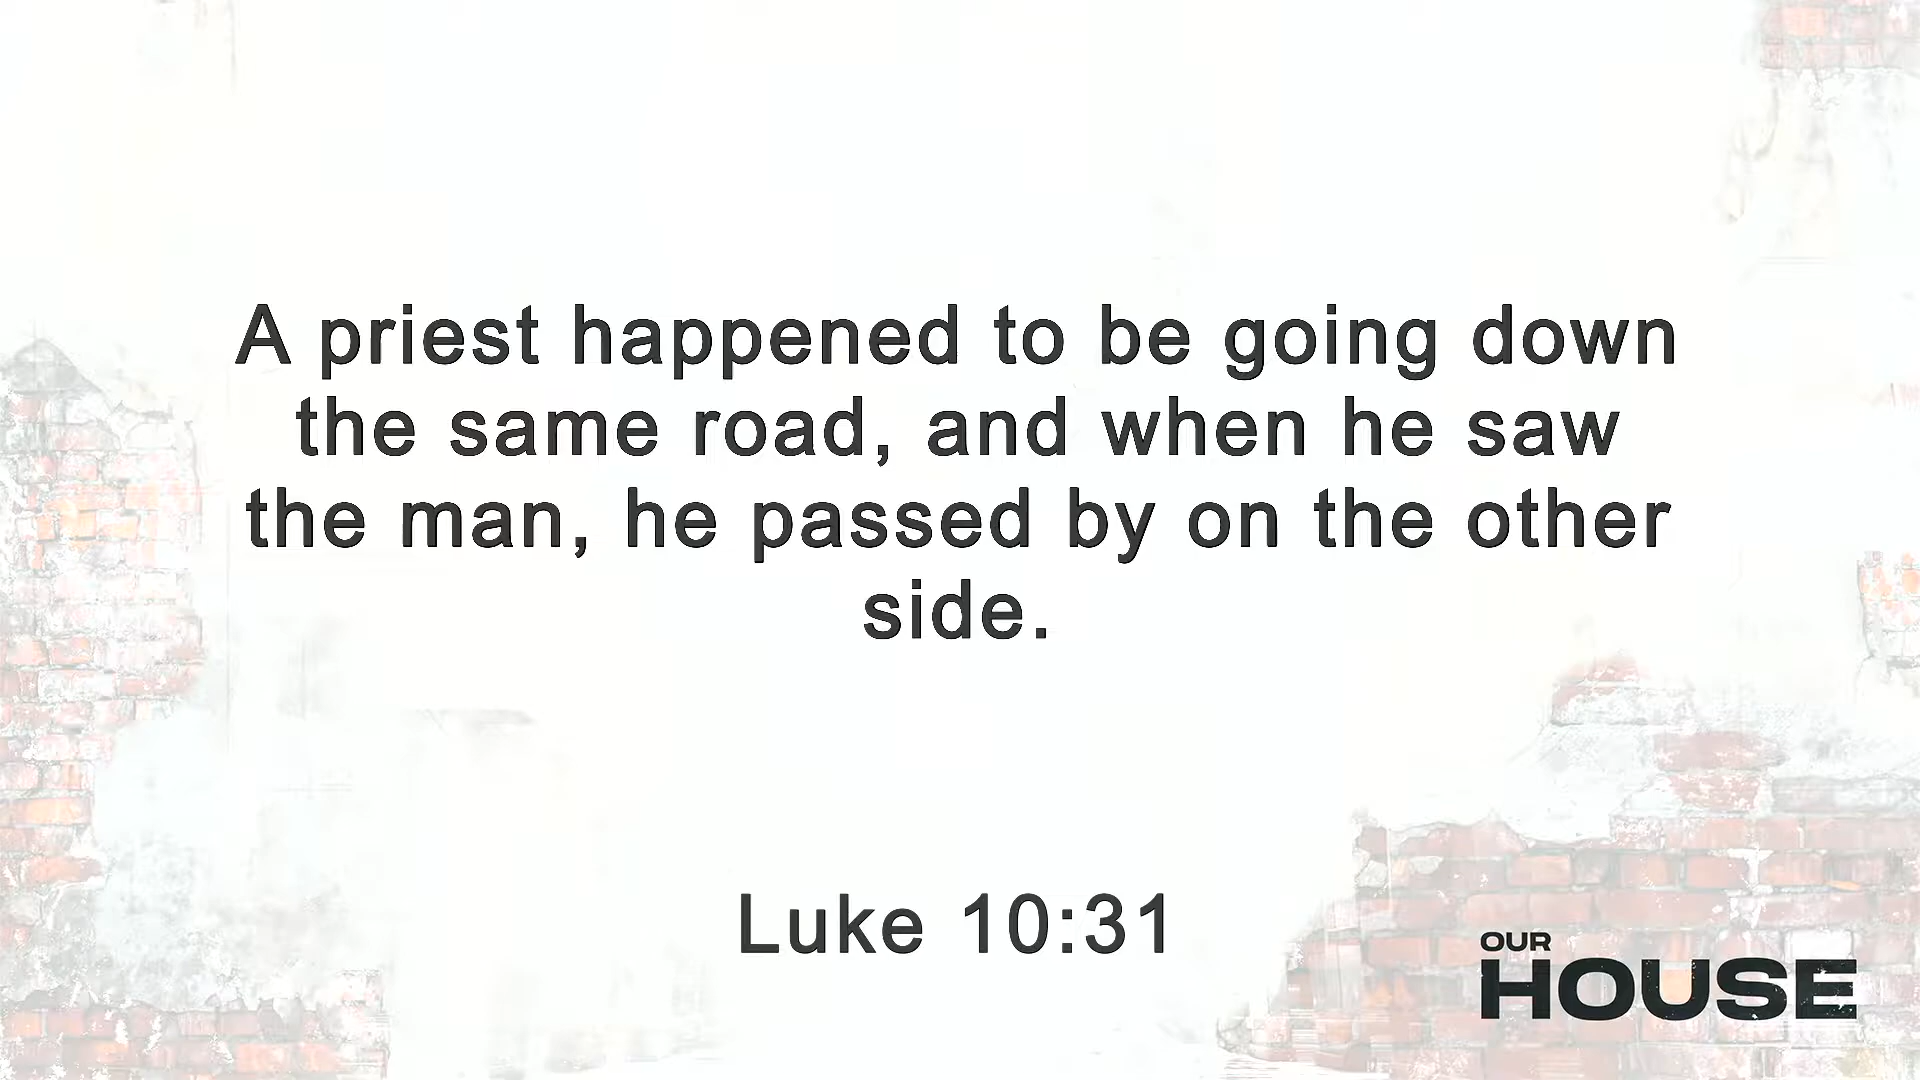 A priest happened to be going down
the same road, and when he saw
the man, he passed by on the other
side.
Luke 10:31
OUR
HOUSE